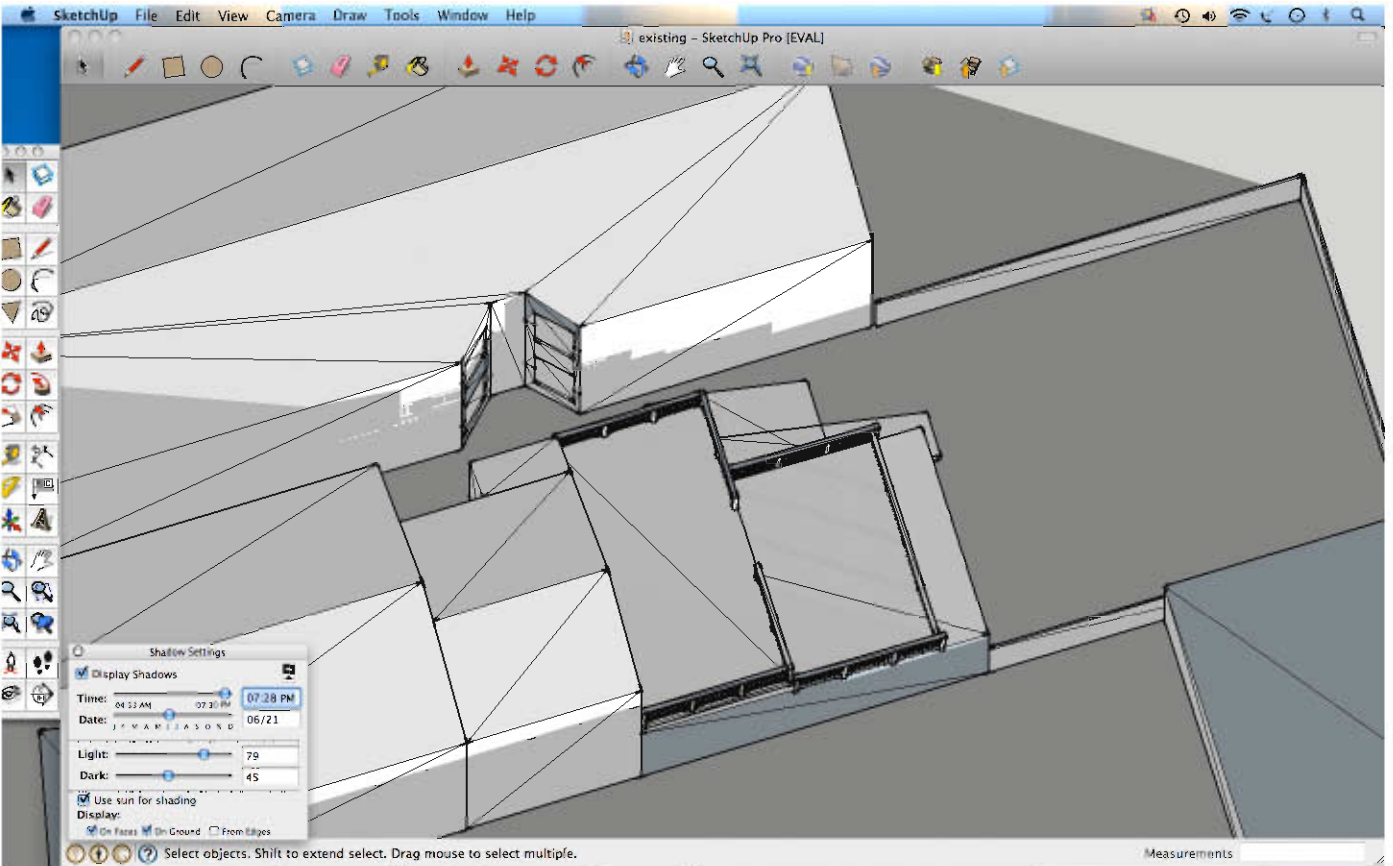 SketchUp File Edit View Camera Draw Tools Window Help
existing – SketchUp Pro [EVAL]
Shadow Settings
Display Shadows
Time: 07:28 PM
04:33 AM 07:30 PM
Date: 06/21
J F M A M J J A S O N D
Light: 79
Dark: 45
Use sun for shading
Display:
On Faces On Ground From Edges
Select objects. Shift to extend select. Drag mouse to select multiple.
Measurements